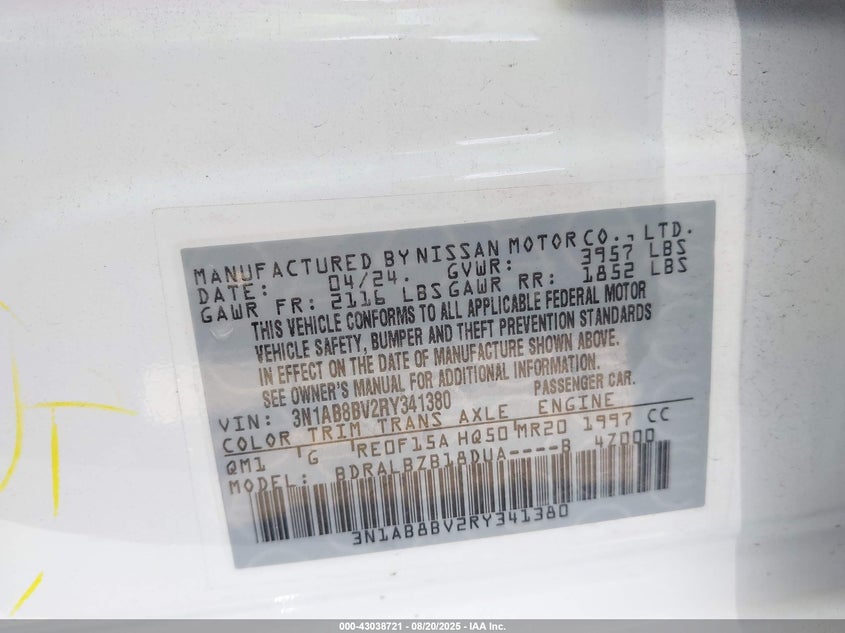 MANUFACTURED BY NISSAN MOTOR CO., LTD.
DATE: 04/24. GVWR: 3957 LBS
GAWR FR: 2116 LBS GAWR RR: 1852 LBS
THIS VEHICLE CONFORMS TO ALL APPLICABLE FEDERAL MOTOR
VEHICLE SAFETY, BUMPER AND THEFT PREVENTION STANDARDS
IN EFFECT ON THE DATE OF MANUFACTURE SHOWN ABOVE.
SEE OWNER'S MANUAL FOR ADDITIONAL INFORMATION.
VIN: 3N1AB8BV2RY341380 PASSENGER CAR.
COLOR TRIM TRANS AXLE ENGINE
QM1 G RE0F15A HQ50 MR20 1997 CC
MODEL: BDRALBZB18DUA----B 4Z000
3N1AB8BV2RY341380
000-43038721 | 08/20/2025 - IAA Inc.